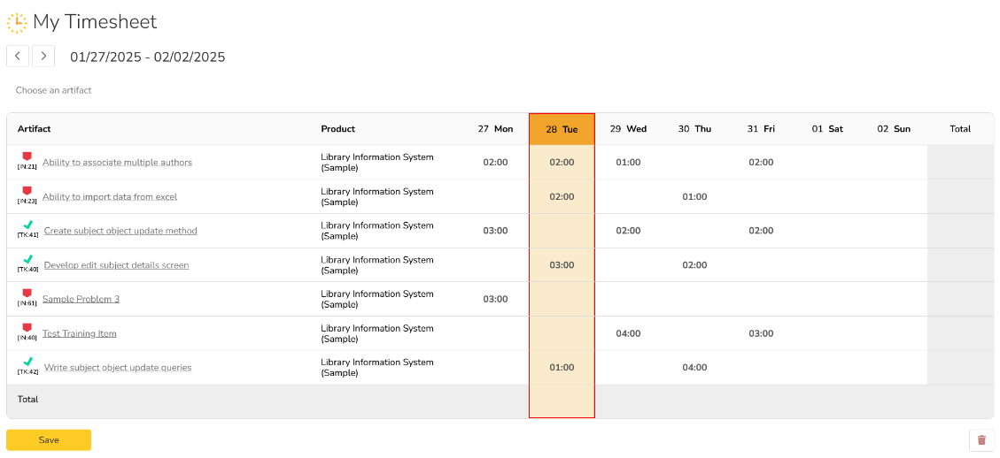 My Timesheet
01/27/2025 - 02/02/2025
Choose an artifact
Artifact Product 27 Mon 28 Tue 29 Wed 30 Thu 31 Fri 01 Sat 02 Sun Total
[IN:21] Ability to associate multiple authors Library Information System (Sample) 02:00 02:00 01:00 02:00
[IN:23] Ability to import data from excel Library Information System (Sample) 02:00 01:00
[TK:41] Create subject object update method Library Information System (Sample) 03:00 02:00 02:00
[TK:40] Develop edit subject details screen Library Information System (Sample) 03:00 02:00
[IN:61] Sample Problem 3 Library Information System (Sample) 03:00
[IN:40] Test Training Item Library Information System (Sample) 04:00 03:00
[TK:42] Write subject object update queries Library Information System (Sample) 01:00 04:00
Total
Save